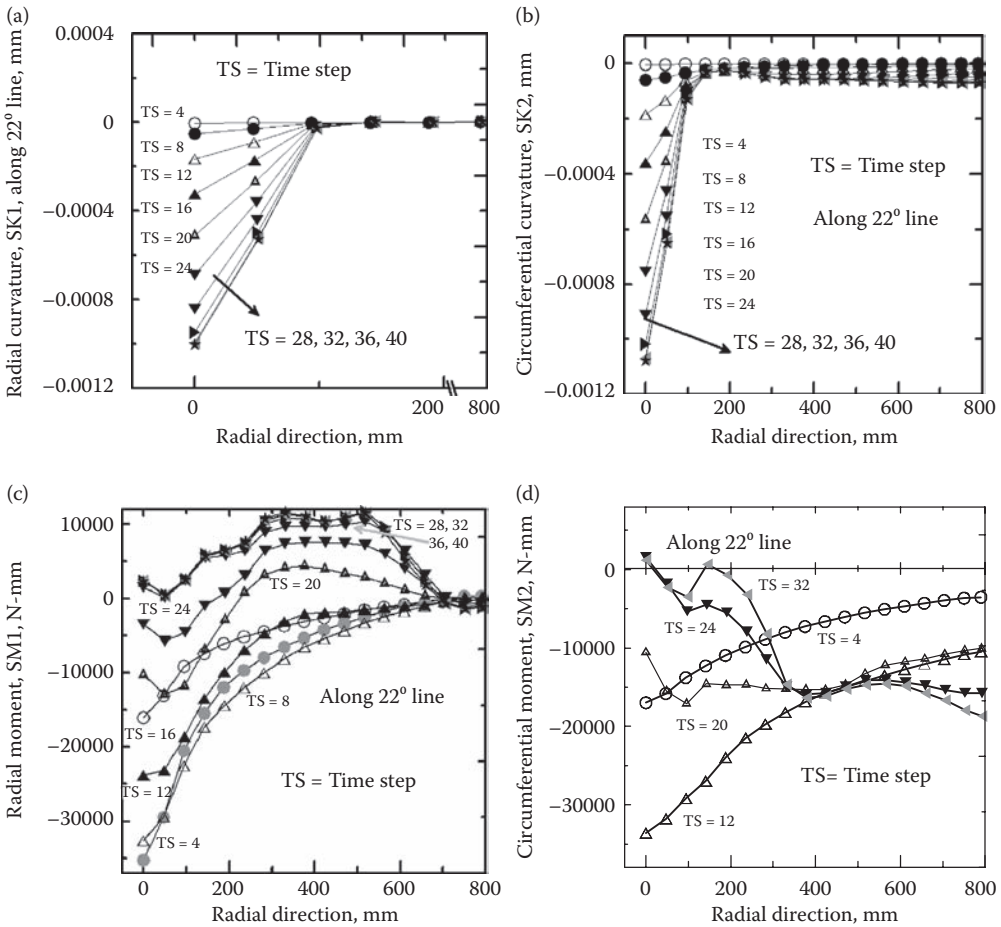 (a)
0.0004
0
−0.0004
−0.0008
−0.0012
Radial curvature, SK1, along 22° line, mm
TS = Time step
TS = 4
TS = 8
TS = 12
TS = 16
TS = 20
TS = 24
TS = 28, 32, 36, 40
0 200 800
Radial direction, mm
(b)
0
−0.0004
−0.0008
−0.0012
Circumferential curvature, SK2, mm
TS = 4
TS = 8
TS = 12
TS = 16
TS = 20
TS = 24
TS = Time step
Along 22° line
TS = 28, 32, 36, 40
0 200 400 600 800
Radial direction, mm
(c)
10000
0
−10000
−20000
−30000
Radial moment, SM1, N-mm
TS = 28, 32
36, 40
TS = 20
TS = 24
TS = 8
Along 22° line
TS = 16
TS = Time step
TS = 12
TS = 4
0 200 400 600 800
Radial direction, mm
(d)
0
−10000
−20000
−30000
Circumferential moment, SM2, N-mm
Along 22° line
TS = 32
TS = 24
TS = 4
TS = 20
TS= Time step
TS = 12
0 200 400 600 800
Radial direction, mm